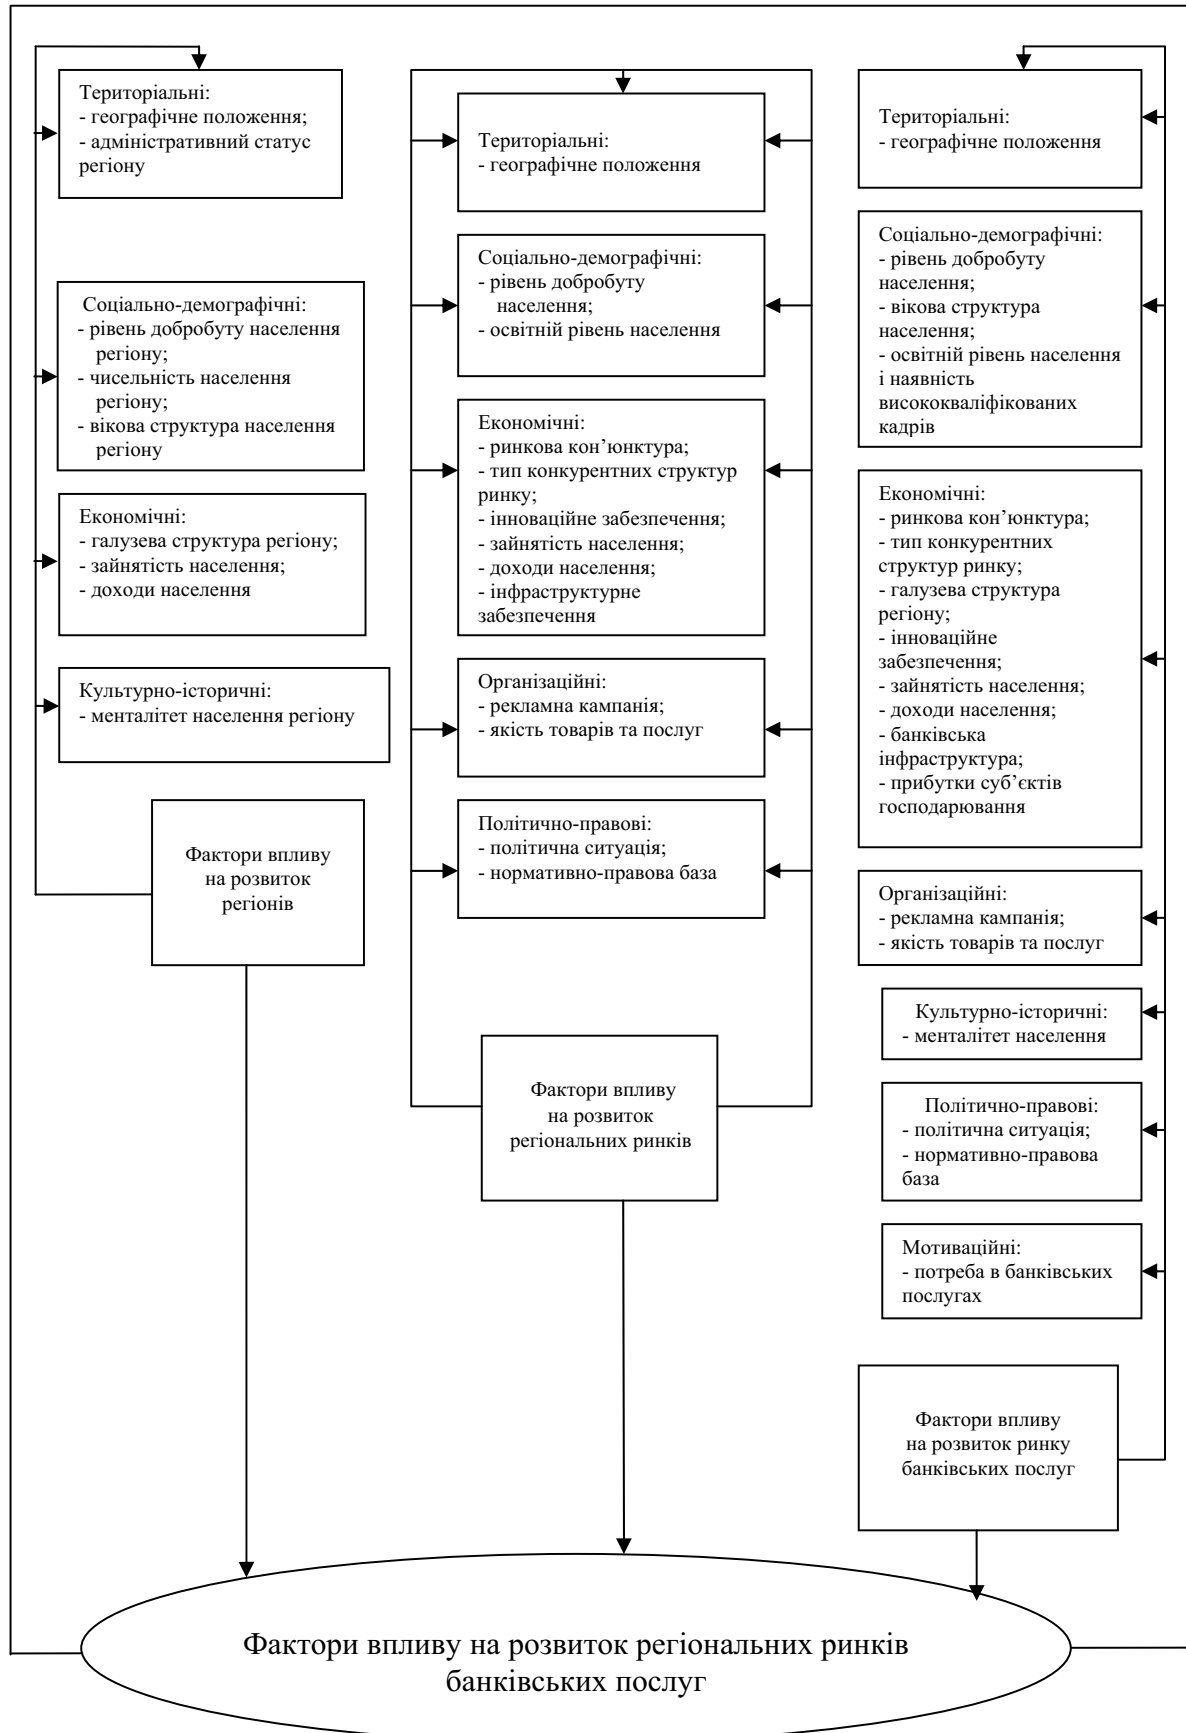 Територіальні:
- географічне положення;
- адміністративний статус
регіону
Соціально-демографічні:
- рівень добробуту населення
регіону;
- чисельність населення
регіону;
- вікова структура населення
регіону
Економічні:
- галузева структура регіону;
- зайнятість населення;
- доходи населення
Культурно-історичні:
- менталітет населення регіону
Фактори впливу
на розвиток
регіонів
Територіальні:
- географічне положення
Соціально-демографічні:
- рівень добробуту
населення;
- освітній рівень населення
Економічні:
- ринкова кон’юнктура;
- тип конкурентних структур
ринку;
- інноваційне забезпечення;
- зайнятість населення;
- доходи населення;
- інфраструктурне
забезпечення
Організаційні:
- рекламна кампанія;
- якість товарів та послуг
Політично-правові:
- політична ситуація;
- нормативно-правова база
Фактори впливу
на розвиток
регіональних ринків
Територіальні:
- географічне положення
Соціально-демографічні:
- рівень добробуту
населення;
- вікова структура
населення;
- освітній рівень населення
і наявність
висококваліфікованих
кадрів
Економічні:
- ринкова кон’юнктура;
- тип конкурентних
структур ринку;
- галузева структура
регіону;
- інноваційне
забезпечення;
- зайнятість населення;
- доходи населення;
- банківська
інфраструктура;
- прибутки суб’єктів
господарювання
Організаційні:
- рекламна кампанія;
- якість товарів та послуг
Культурно-історичні:
- менталітет населення
Політично-правові:
- політична ситуація;
- нормативно-правова
база
Мотиваційні:
- потреба в банківських
послугах
Фактори впливу
на розвиток ринку
банківських послуг
Фактори впливу на розвиток регіональних ринків
банківських послуг